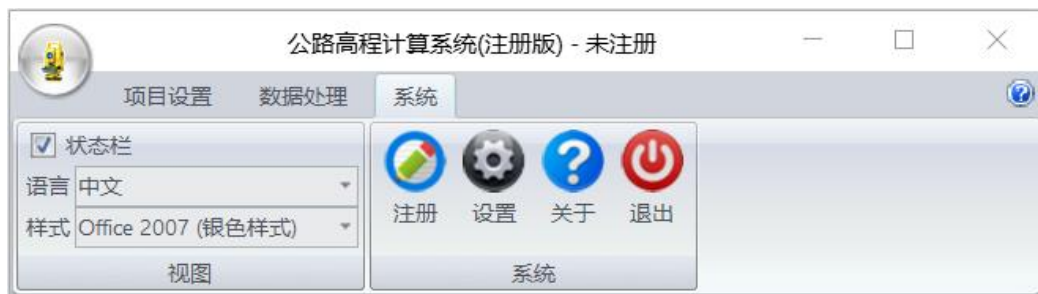 公路高程计算系统(注册版) - 未注册
项目设置 数据处理 系统
状态栏
语言 中文
样式 Office 2007 (银色样式)
视图
注册 设置 关于 退出
系统